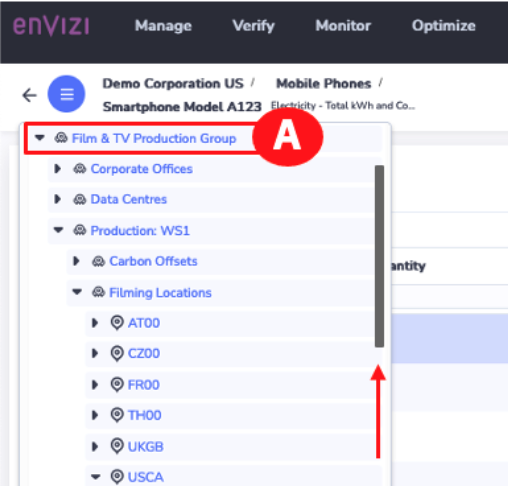 envizi Manage Verify Monitor Optimize
Demo Corporation US / Mobile Phones /
Smartphone Model A123 Electricity - Total kWh and Co...
Film & TV Production Group A
Corporate Offices
Data Centres
Production: WS1
Carbon Offsets
antity
Filming Locations
AT00
CZ00
FR00
TH00
UKGB
USCA